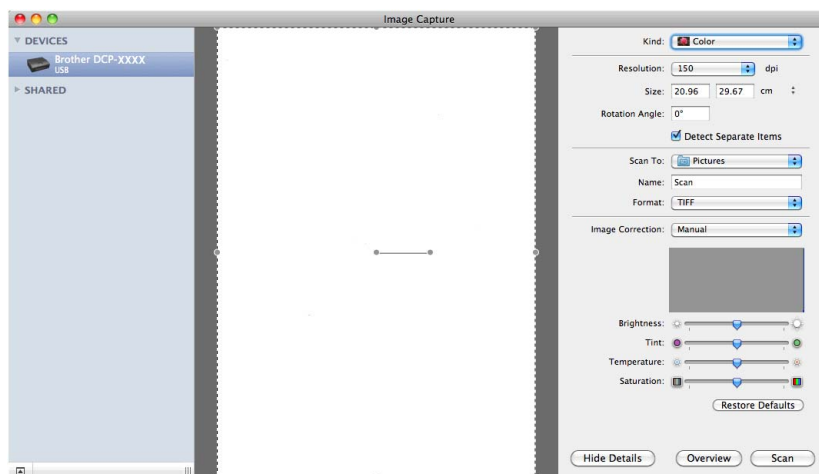 Image Capture
DEVICES
Brother DCP-XXXX
USB
SHARED
Kind: Color
Resolution: 150 dpi
Size: 20.96 29.67 cm
Rotation Angle: 0°
Detect Separate Items
Scan To: Pictures
Name: Scan
Format: TIFF
Image Correction: Manual
Brightness:
Tint:
Temperature:
Saturation:
Restore Defaults
Hide Details Overview Scan